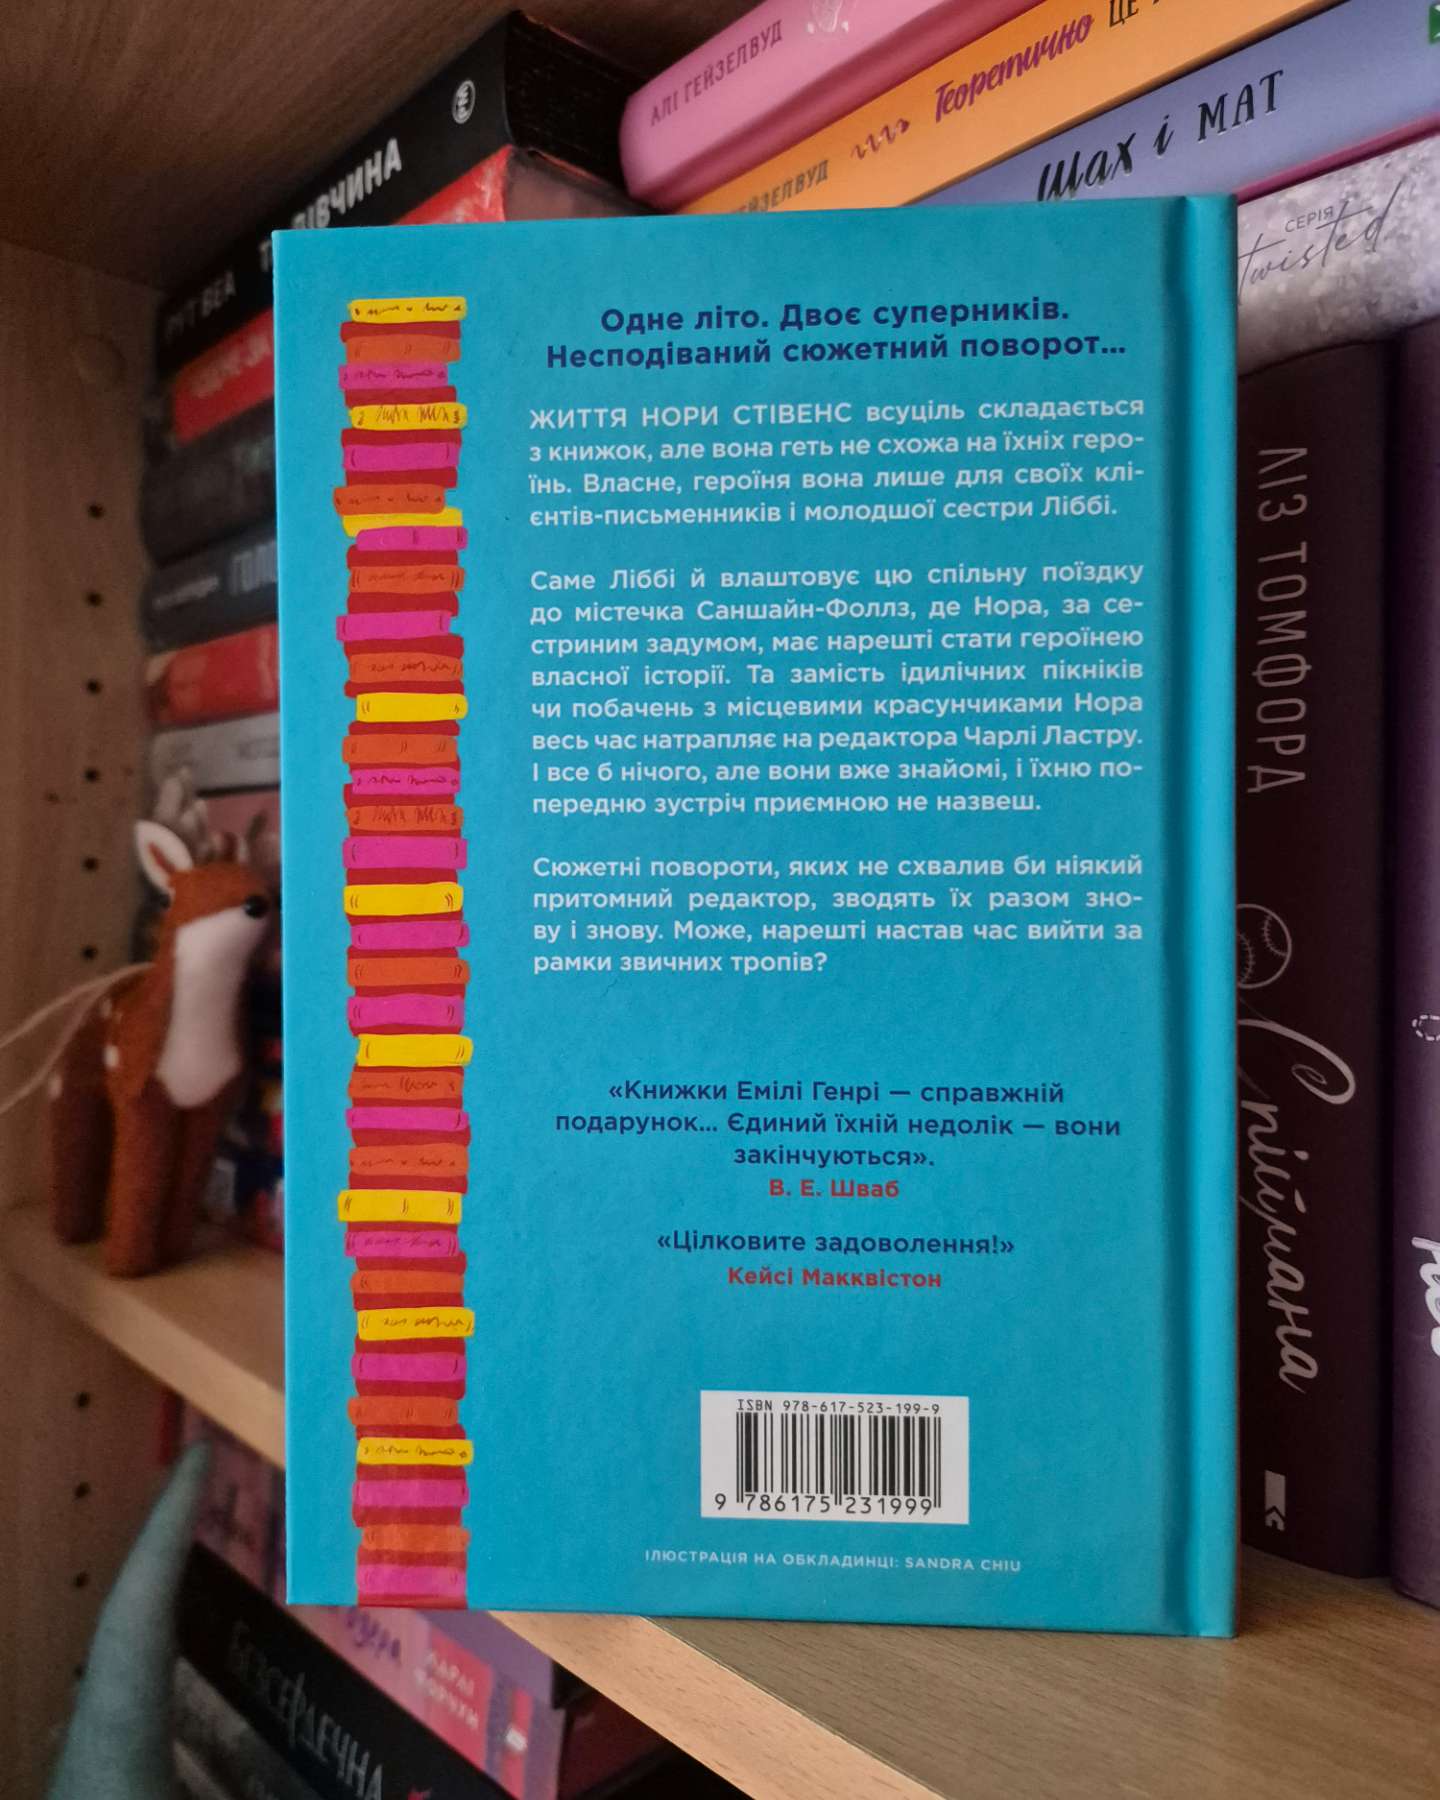 АЛІ ГЕЙЗЕЛВУД
Теоретично ЦЕ
Шах і МАТ
СЕРІЯ
twisted
РУТ ВЕА
ЛІЗ ТОМФОРД
Спіймана
Одне літо. Двоє суперників.
Несподіваний сюжетний поворот...
ЖИТТЯ НОРИ СТІВЕНС всуціль складається
з книжок, але вона геть не схожа на їхніх геро-
їнь. Власне, героїня вона лише для своїх клі-
єнтів-письменників і молодшої сестри Ліббі.
Саме Ліббі й влаштовує цю спільну поїздку
до містечка Саншайн-Фоллз, де Нора, за се-
стриним задумом, має нарешті стати героїнею
власної історії. Та замість ідилічних пікніків
чи побачень з місцевими красунчиками Нора
весь час натрапляє на редактора Чарлі Ластру.
І все б нічого, але вони вже знайомі, і їхню по-
передню зустріч приємною не назвеш.
Сюжетні повороти, яких не схвалив би ніякий
притомний редактор, зводять їх разом зно-
ву і знову. Може, нарешті настав час вийти за
рамки звичних тропів?
«Книжки Емілі Генрі — справжній
подарунок... Єдиний їхній недолік — вони
закінчуються».
В. Е. Шваб
«Цілковите задоволення!»
Кейсі Макквістон
ISBN 978-617-523-199-9
9 786175 231999
ІЛЮСТРАЦІЯ НА ОБКЛАДИНЦІ: SANDRA CHIU
БЕЗСЕРДЕЧНА